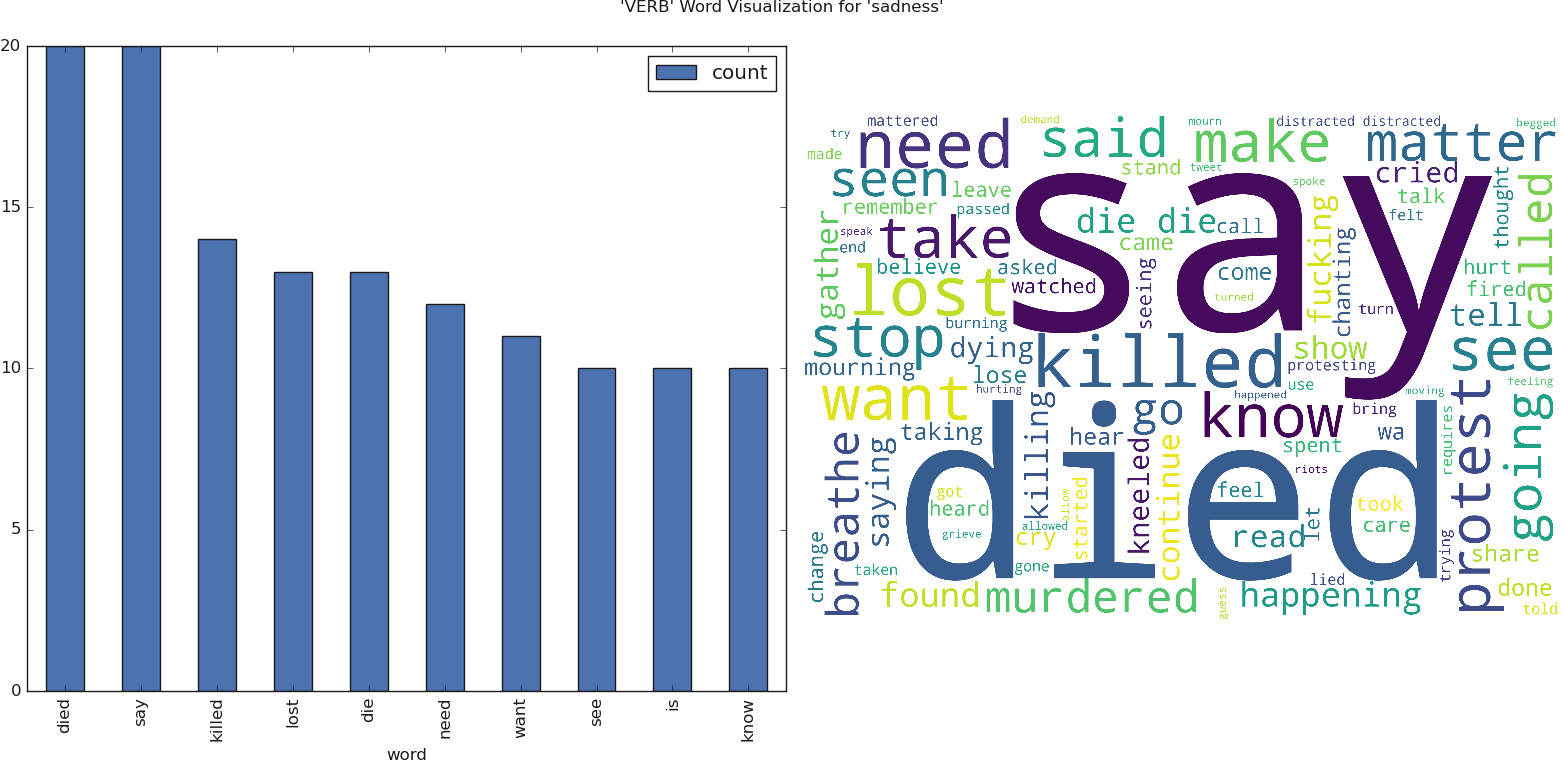 'VERB' Word Visualization for 'sadness'
count
20
15
10
5
0
died say killed lost die need want see is know
word
mattered
demand
mourn
distracted distracted
begged
try
need
said
make
matter
made
stand
tweet
cried
seen
leave
spoke
talk
thought
called
remember
passed
say
felt
gather
speak
take
die die
call
fucking
end
came
chanting
believe
asked
seeing
come
hurt
lost
watched
turned
turn
fired
stop
burning
tell
dying
killed
show
see
mourning
lose
protesting
use
feeling
want
hurting
happened
moving
go
know
bring
protest
going
breathe
taking
killing
hear
wa
saying
kneeled
continue
spent
requires
died
riots
got
heard
allow
feel
took
grieve
allowed
started
read
let
care
cry
trying
share
change
taken
gone
lied
found
murdered
guess
happening
done
told